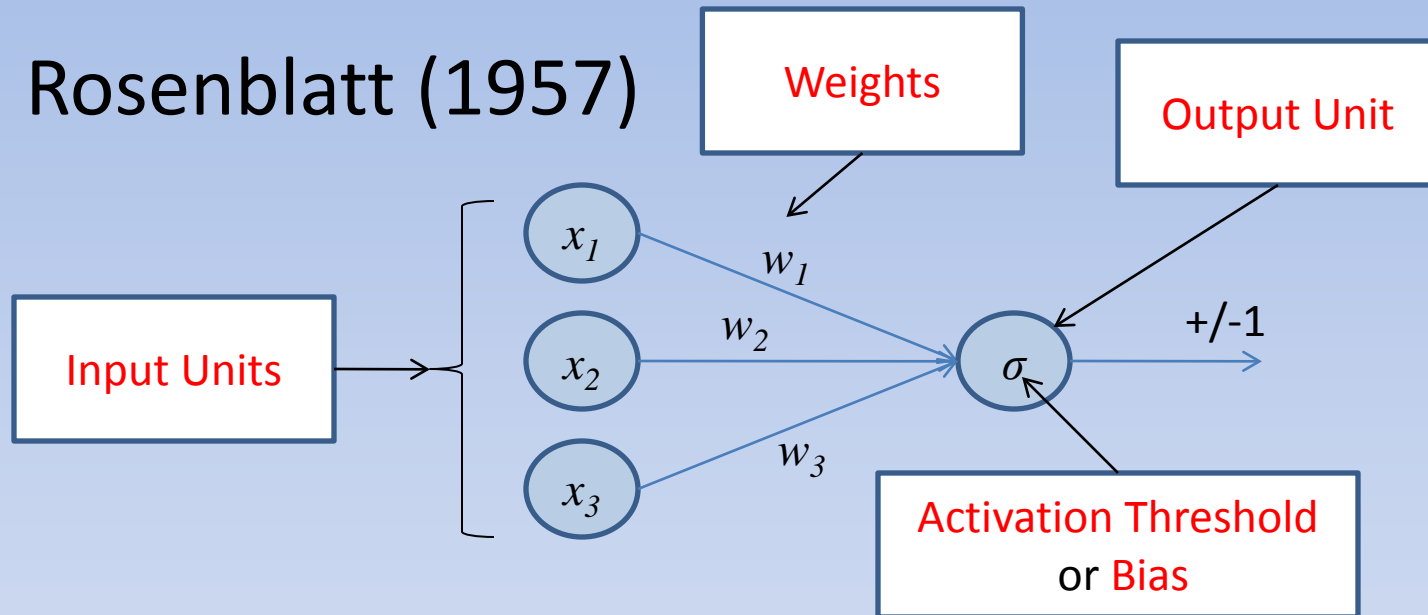 Rosenblatt (1957)
Weights
Output Unit
x1
w1
+/-1
w2
Input Units
x2
σ
w3
x3
Activation Threshold
or Bias